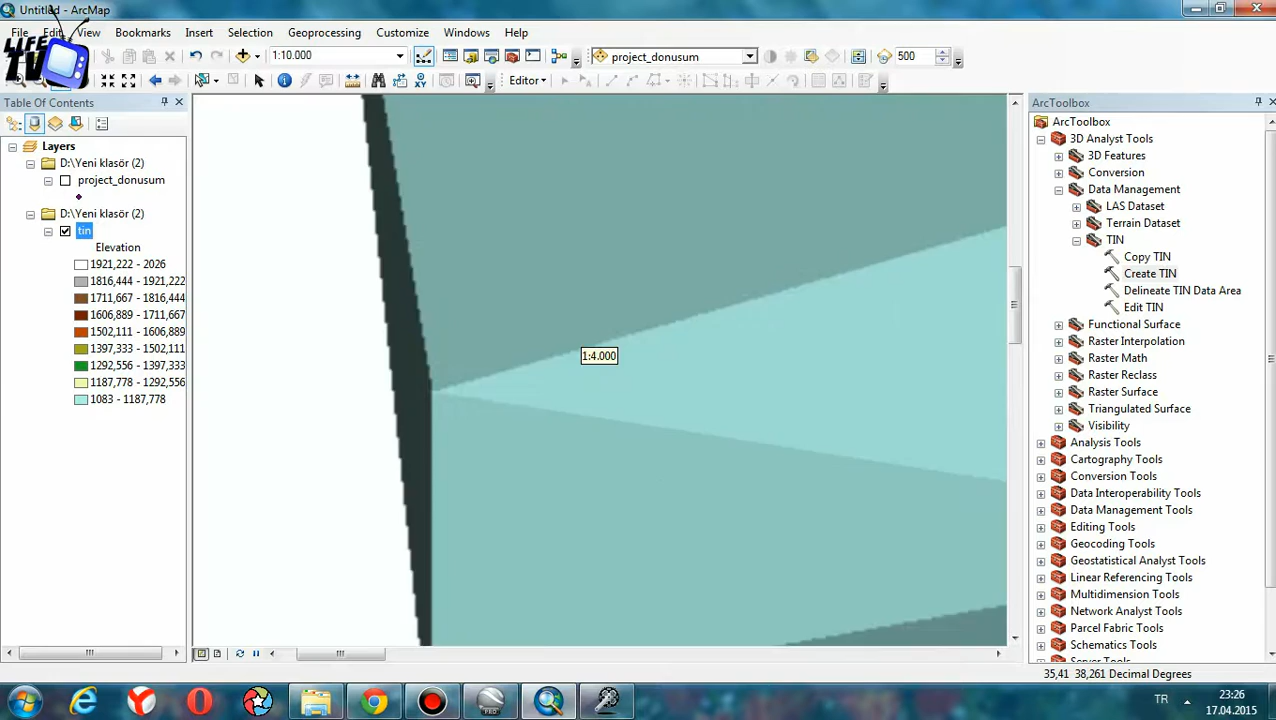 Untitled - ArcMap
File Edit View Bookmarks Insert Selection Geoprocessing Customize Windows Help
LIFE TV
1:10.000
project_donusum
500
Editor
Table Of Contents
Layers
D:\Yeni klasör (2)
project_donusum
D:\Yeni klasör (2)
tin
Elevation
1921,222 - 2026
1816,444 - 1921,222
1711,667 - 1816,444
1606,889 - 1711,667
1502,111 - 1606,889
1397,333 - 1502,111
1292,556 - 1397,333
1187,778 - 1292,556
1083 - 1187,778
1:4.000
ArcToolbox
ArcToolbox
3D Analyst Tools
3D Features
Conversion
Data Management
LAS Dataset
Terrain Dataset
TIN
Copy TIN
Create TIN
Delineate TIN Data Area
Edit TIN
Functional Surface
Raster Interpolation
Raster Math
Raster Reclass
Raster Surface
Triangulated Surface
Visibility
Analysis Tools
Cartography Tools
Conversion Tools
Data Interoperability Tools
Data Management Tools
Editing Tools
Geocoding Tools
Geostatistical Analyst Tools
Linear Referencing Tools
Multidimension Tools
Network Analyst Tools
Parcel Fabric Tools
Schematics Tools
Server Tools
35,41 38,261 Decimal Degrees
PRO
TR
23:26
17.04.2015